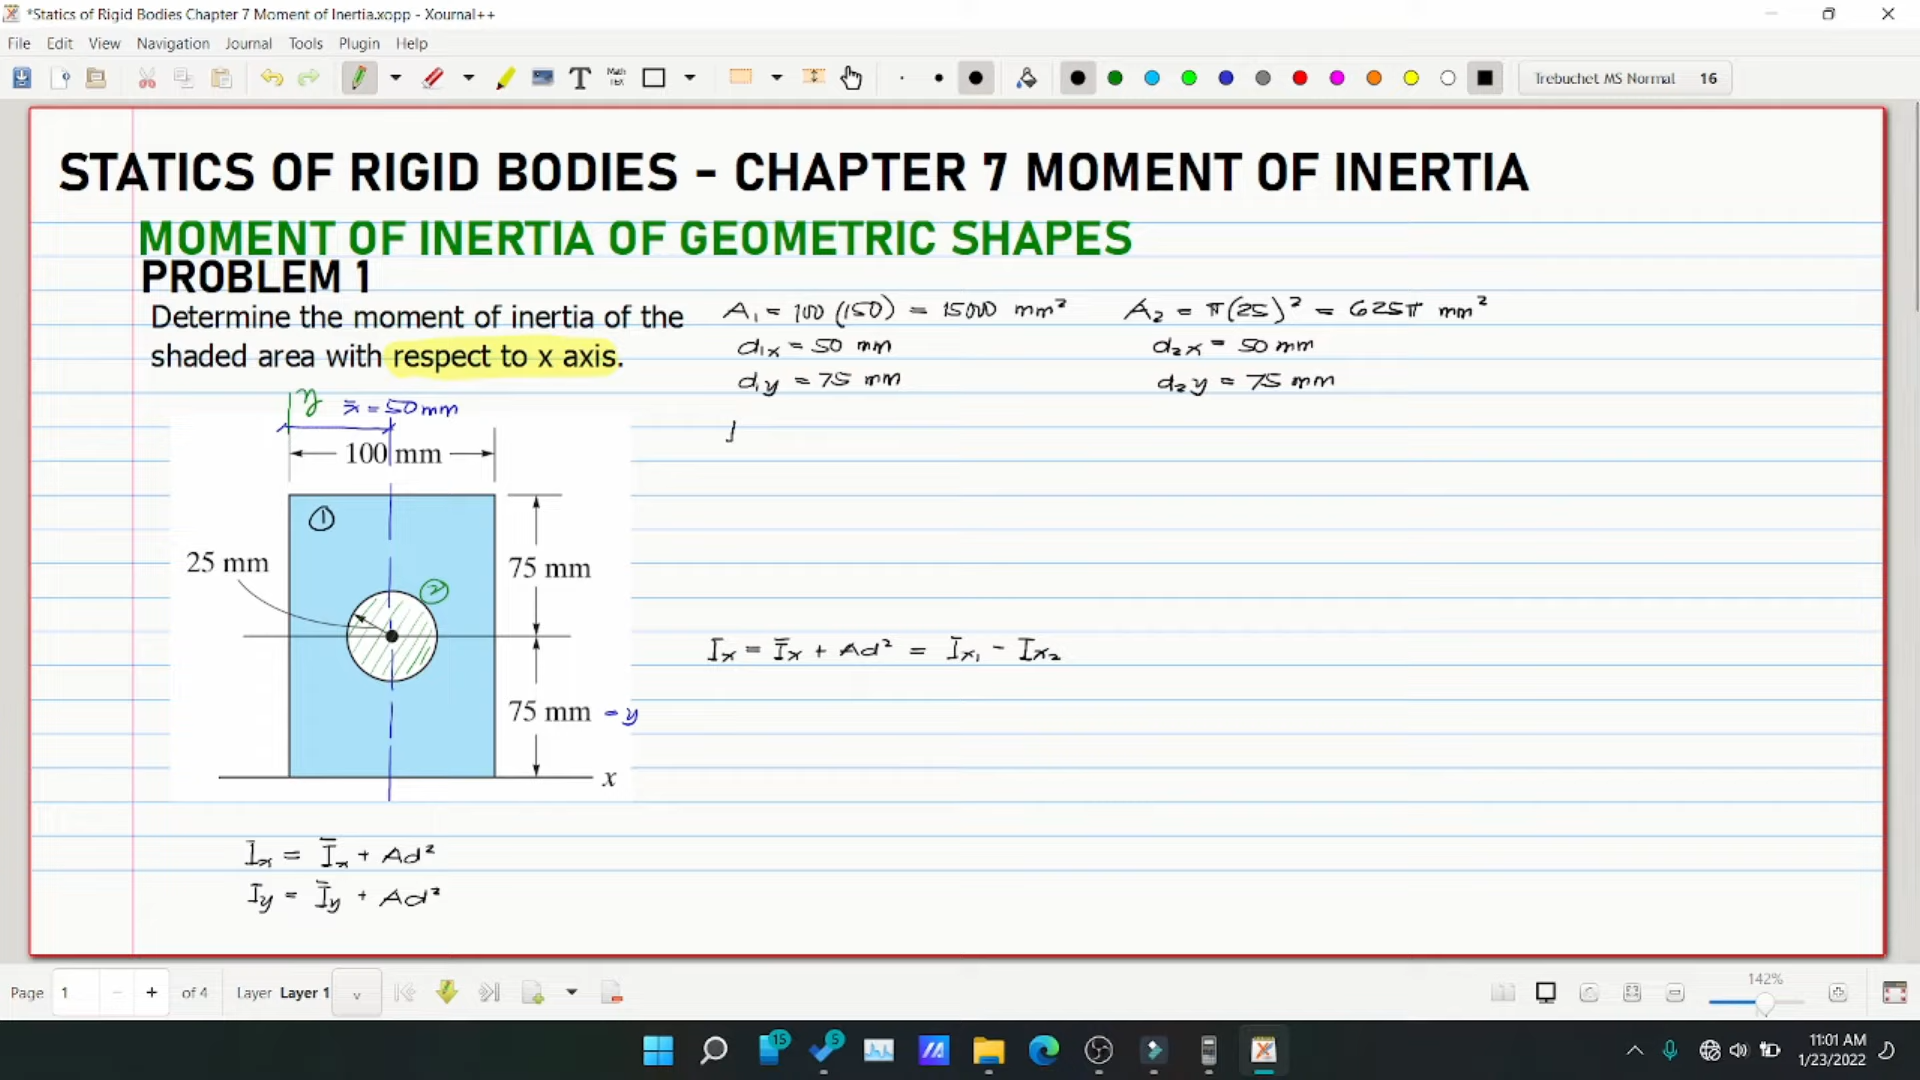 *Statics of Rigid Bodies Chapter 7 Moment of Inertia.xopp - Xournal++
File Edit View Navigation Journal Tools Plugin Help
T Math TEX Trebuchet MS Normal 16
STATICS OF RIGID BODIES - CHAPTER 7 MOMENT OF INERTIA
MOMENT OF INERTIA OF GEOMETRIC SHAPES
PROBLEM 1
Determine the moment of inertia of the
shaded area with respect to x axis.
A₁ = 100 (150) = 15000 mm²
d₁x = 50 mm
d₁y = 75 mm
A₂ = π(25)² = 625π mm²
d₂x = 50 mm
d₂y = 75 mm
y x̄ = 50 mm
100 mm
①
25 mm
②
75 mm
75 mm = y
x
Ix = Īx + Ad² = Ix₁ - Ix₂
Ix = Īx + Ad²
Iy = Īy + Ad²
Page 1 - + of 4 Layer Layer 1 v
142%
15 5
11:01 AM
1/23/2022